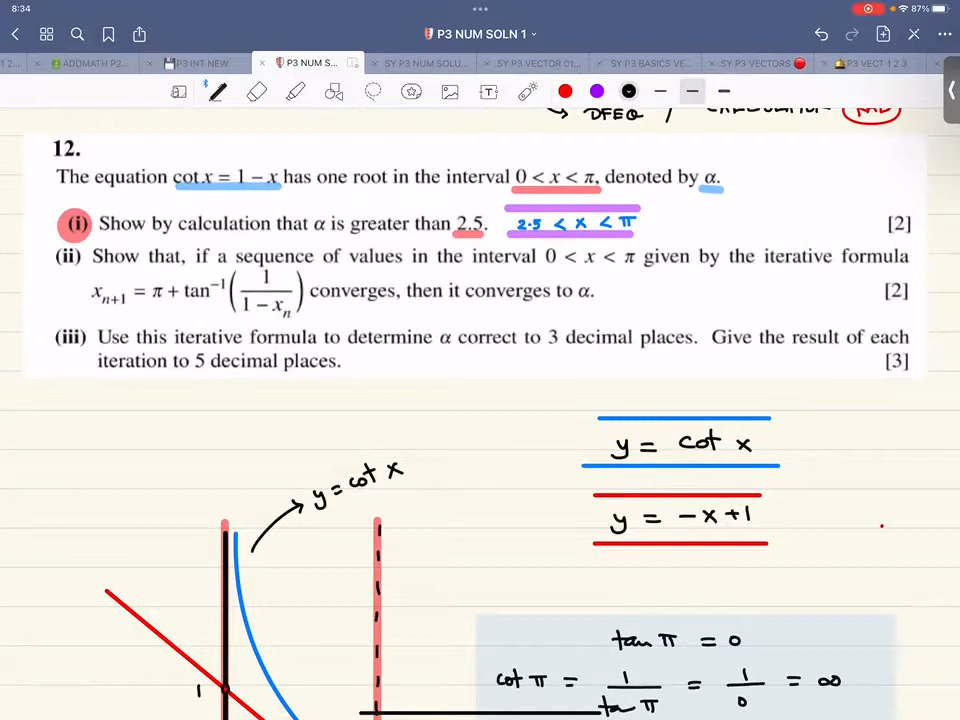 8:34
87%
P3 NUM SOLN 1
1 2...
ADDMATH P2...
P3 INT NEW
P3 NUM S...
SY P3 NUM SOLU...
SY P3 VECTOR 01...
SY P3 BASICS VE...
SY P3 VECTORS
P3 VECT 1 2 3
DFEQ / CALCULATION RAD
12.
The equation cot x = 1 − x has one root in the interval 0 < x < π, denoted by α.
(i) Show by calculation that α is greater than 2.5. 2.5 < x < π [2]
(ii) Show that, if a sequence of values in the interval 0 < x < π given by the iterative formula
xₙ₊₁ = π + tan⁻¹(1/(1 − xₙ)) converges, then it converges to α. [2]
(iii) Use this iterative formula to determine α correct to 3 decimal places. Give the result of each
iteration to 5 decimal places. [3]
y = cot x
y = cot x
y = -x+1
tan π = 0
cot π = 1/tan π = 1/0 = ∞
1